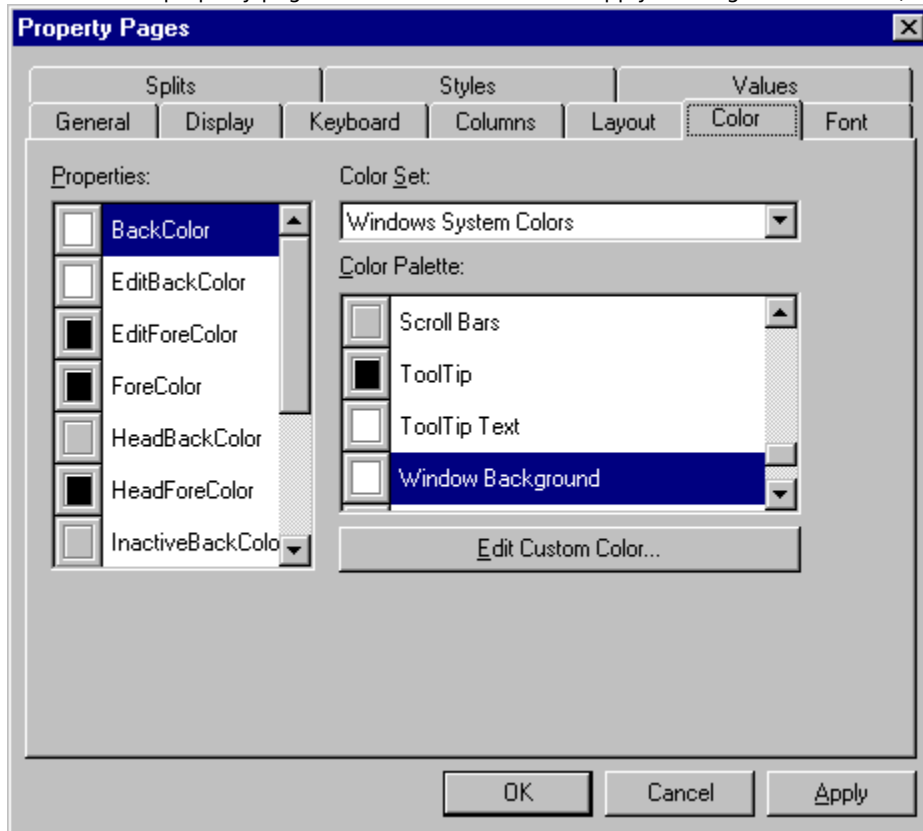 Property Pages
Splits Styles Values
General Display Keyboard Columns Layout Color Font
Properties:
BackColor
EditBackColor
EditForeColor
ForeColor
HeadBackColor
HeadForeColor
InactiveBackColo
Color Set:
Windows System Colors
Color Palette:
Scroll Bars
ToolTip
ToolTip Text
Window Background
Edit Custom Color...
OK Cancel Apply